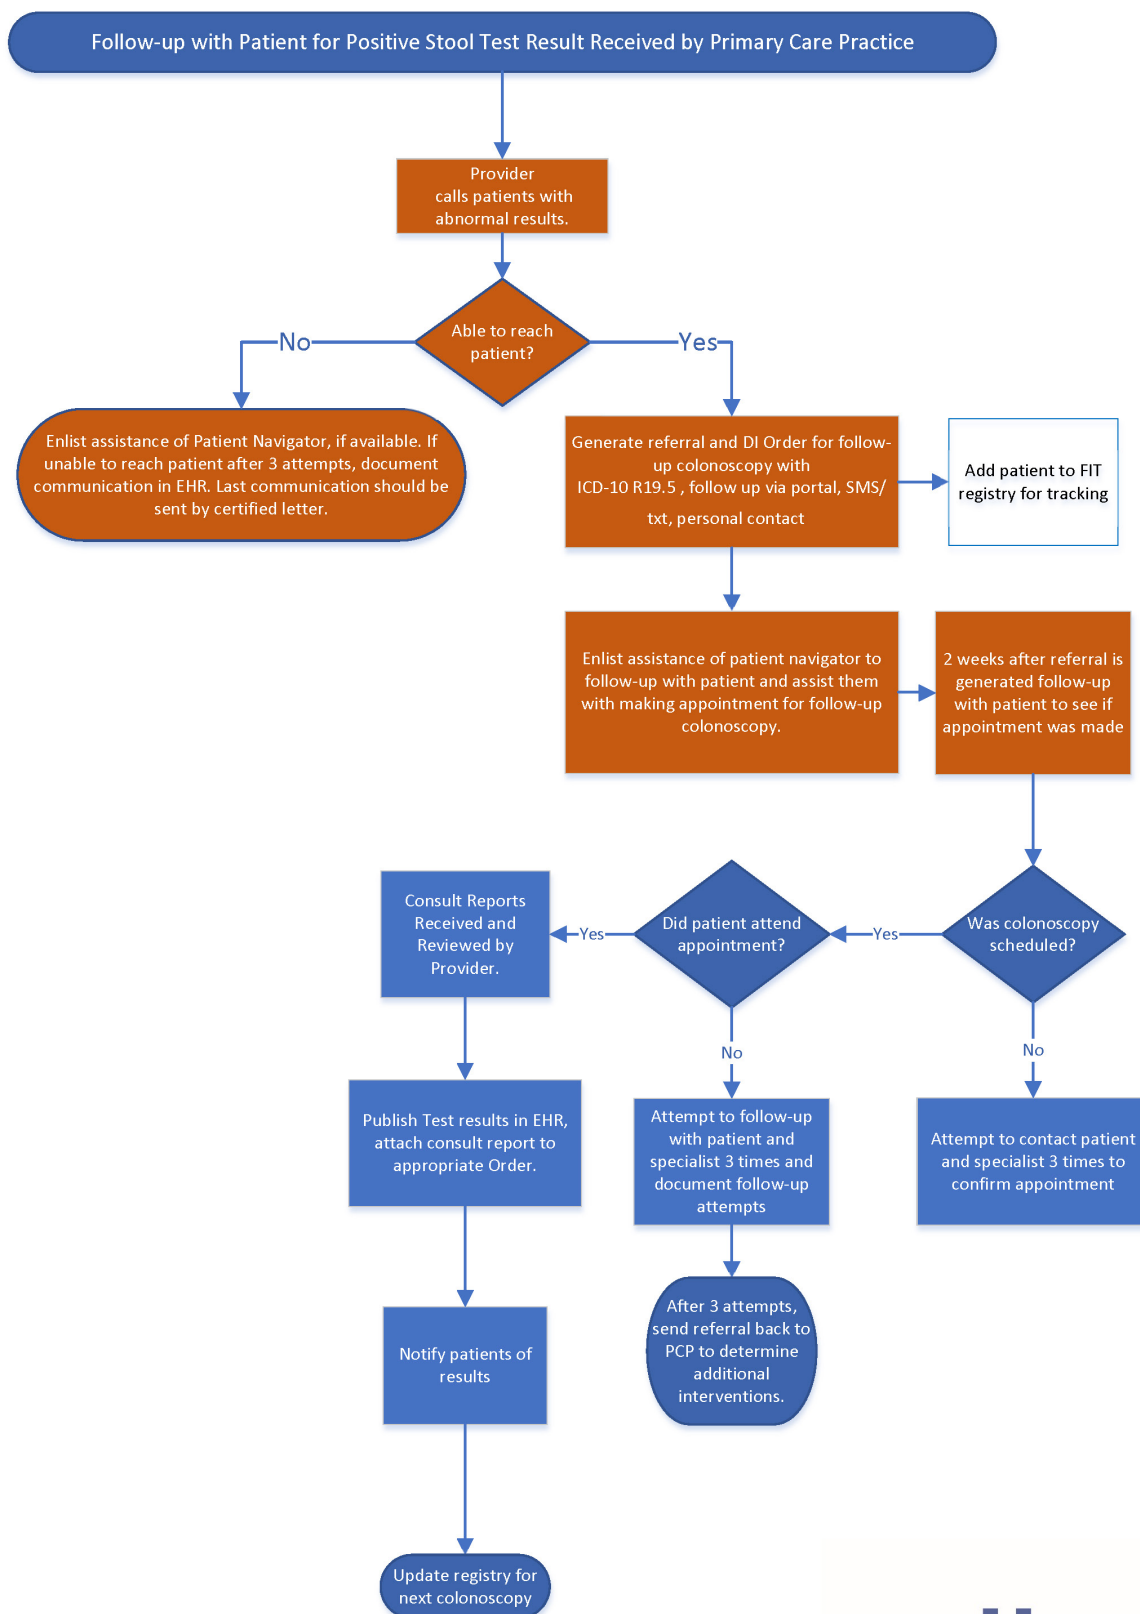 Follow-up with Patient for Positive Stool Test Result Received by Primary Care Practice
Provider
calls patients with
abnormal results.
Able to reach
patient?
No
Yes
Enlist assistance of Patient Navigator, if available. If
unable to reach patient after 3 attempts, document
communication in EHR. Last communication should be
sent by certified letter.
Generate referral and DI Order for follow-
up colonoscopy with
ICD-10 R19.5 , follow up via portal, SMS/
txt, personal contact
Add patient to FIT
registry for tracking
Enlist assistance of patient navigator to
follow-up with patient and assist them
with making appointment for follow-up
colonoscopy.
2 weeks after referral is
generated follow-up
with patient to see if
appointment was made
Was colonoscopy
scheduled?
Yes
No
Did patient attend
appointment?
Yes
No
Consult Reports
Received and
Reviewed by
Provider.
Attempt to contact patient
and specialist 3 times to
confirm appointment
Attempt to follow-up
with patient and
specialist 3 times and
document follow-up
attempts
Publish Test results in EHR,
attach consult report to
appropriate Order.
After 3 attempts,
send referral back to
PCP to determine
additional
interventions.
Notify patients of
results
Update registry for
next colonoscopy